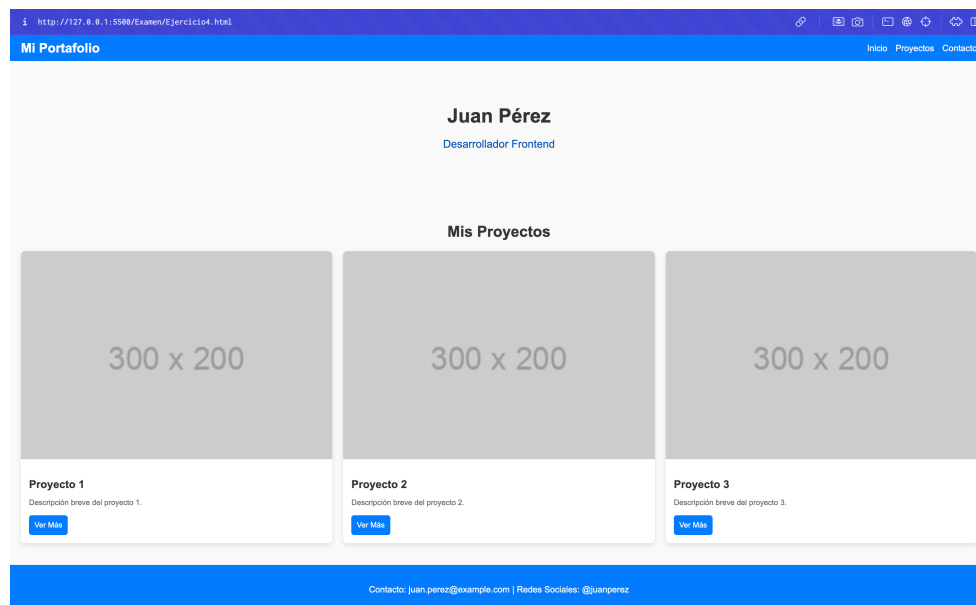 i http://127.0.0.1:5500/Examen/Ejercicio4.html
Mi Portafolio Inicio Proyectos Contacto
Juan Pérez
Desarrollador Frontend
Mis Proyectos
300 x 200 300 x 200 300 x 200
Proyecto 1 Proyecto 2 Proyecto 3
Descripción breve del proyecto 1. Descripción breve del proyecto 2. Descripción breve del proyecto 3.
Ver Más Ver Más Ver Más
Contacto: juan.perez@example.com | Redes Sociales: @juanperez